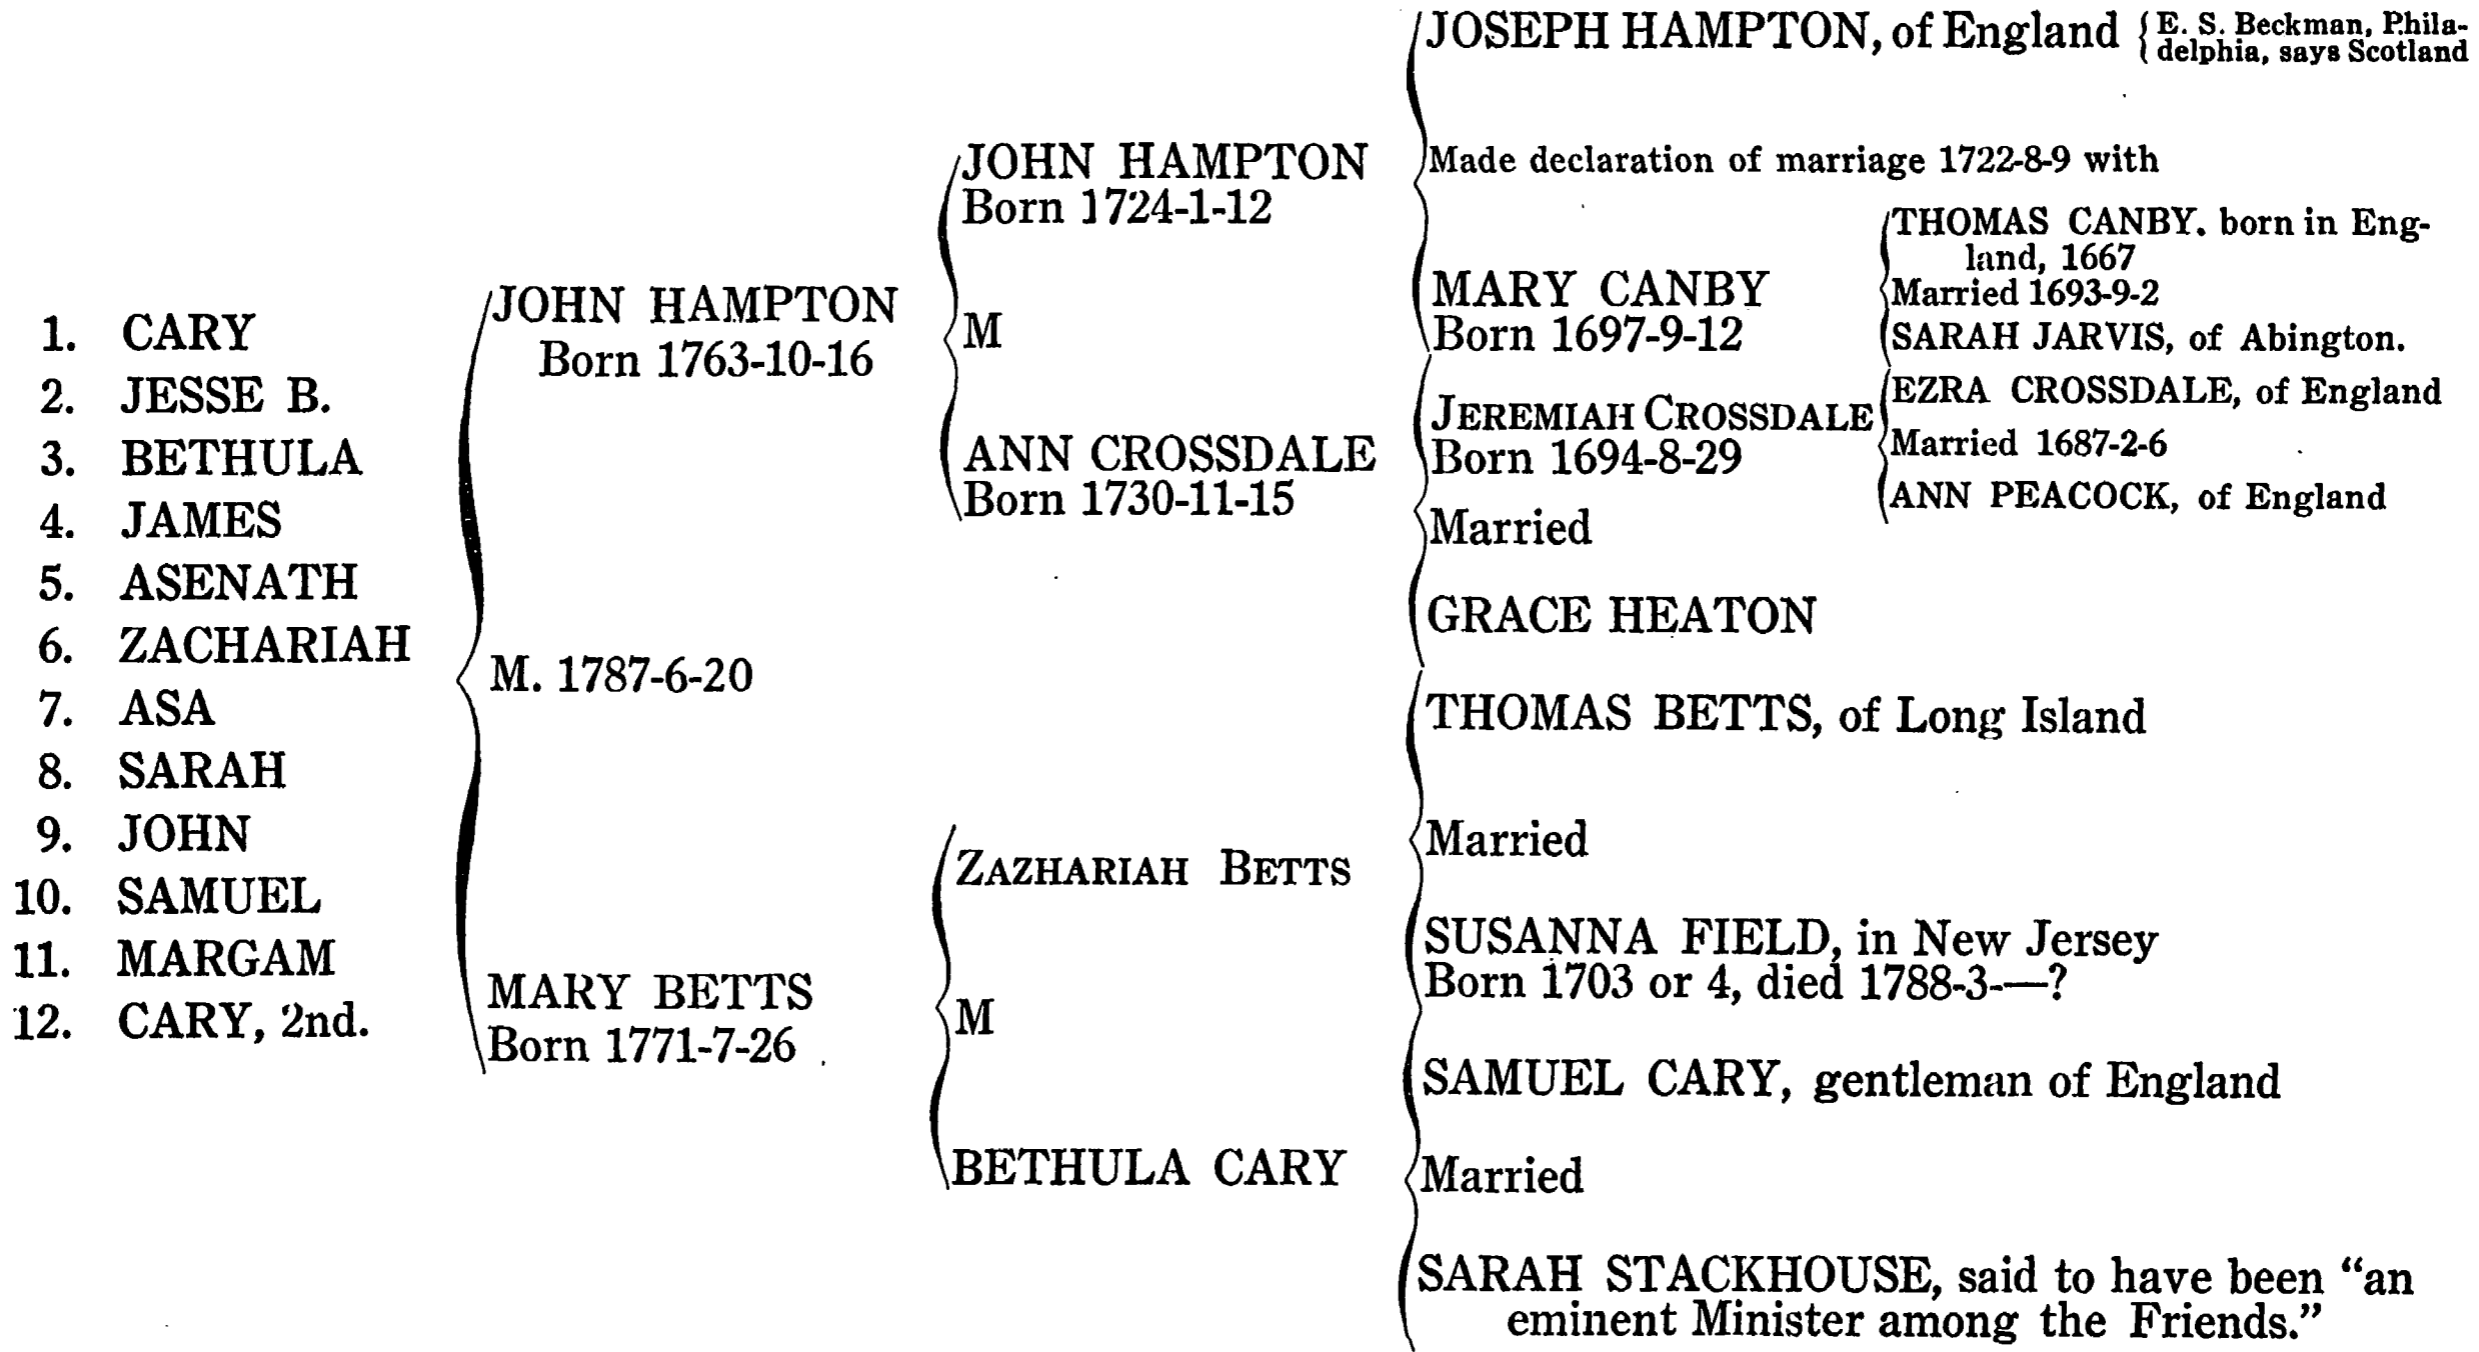 1. CARY
2. JESSE B.
3. BETHULA
4. JAMES
5. ASENATH
6. ZACHARIAH
7. ASA
8. SARAH
9. JOHN
10. SAMUEL
11. MARGAM
12. CARY, 2nd.
JOHN HAMPTON
Born 1763-10-16
M. 1787-6-20
MARY BETTS
Born 1771-7-26
JOHN HAMPTON
Born 1724-1-12
M
ANN CROSSDALE
Born 1730-11-15
ZAZHARIAH BETTS
M
BETHULA CARY
JOSEPH HAMPTON, of England
E. S. Beckman, Phila-
delphia, says Scotland
Made declaration of marriage 1722-8-9 with
MARY CANBY
Born 1697-9-12
THOMAS CANBY. born in Eng-
land, 1667
Married 1693-9-2
SARAH JARVIS, of Abington.
JEREMIAH CROSSDALE
Born 1694-8-29
EZRA CROSSDALE, of England
Married 1687-2-6
ANN PEACOCK, of England
Married
GRACE HEATON
THOMAS BETTS, of Long Island
Married
SUSANNA FIELD, in New Jersey
Born 1703 or 4, died 1788-3-—?
SAMUEL CARY, gentleman of England
Married
SARAH STACKHOUSE, said to have been “an
eminent Minister among the Friends.”